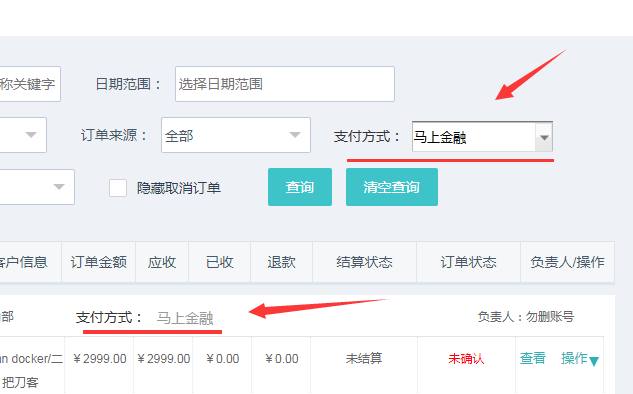 称关键字 日期范围： 选择日期范围
订单来源： 全部 支付方式： 马上金融
隐藏取消订单 查询 清空查询
客户信息 订单金额 应收 已收 退款 结算状态 订单状态 负责人/操作
部 支付方式： 马上金融 负责人：勿删账号
an docker/二 ￥2999.00 ￥2999.00 ￥0.00 ￥0.00 未结算 未确认 查看 操作
把刀客